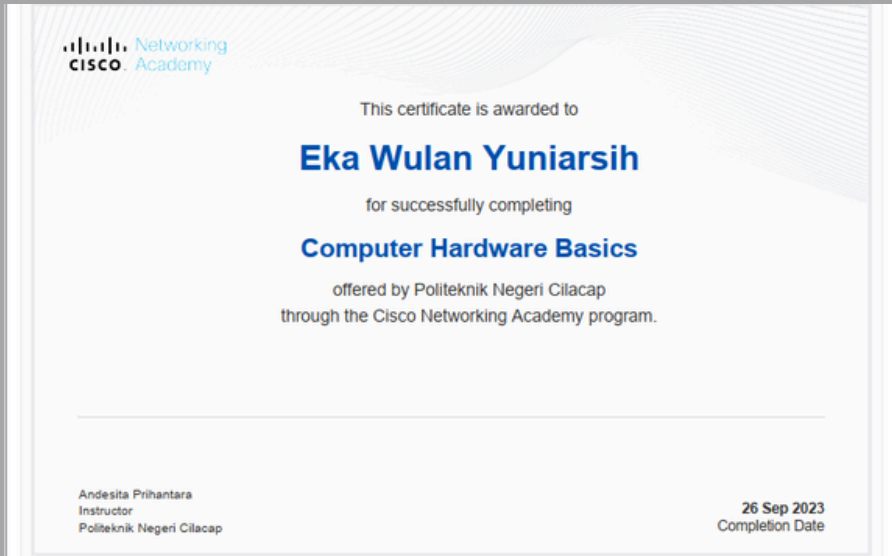 Networking
CISCO. Academy
This certificate is awarded to
Eka Wulan Yuniarsih
for successfully completing
Computer Hardware Basics
offered by Politeknik Negeri Cilacap
through the Cisco Networking Academy program.
Andesita Prihantara
Instructor
Politeknik Negeri Cilacap
26 Sep 2023
Completion Date